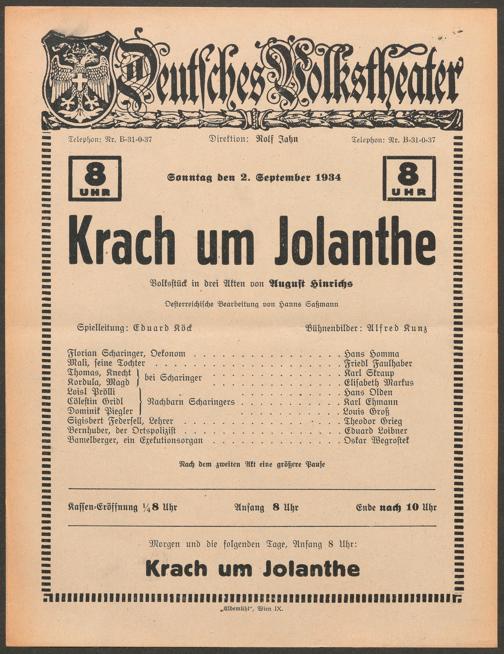 Deutsches Volkstheater
Telephon: Nr. B-31-0-37 Direktion: Rolf Jahn Telephon: Nr. B-31-0-37
8 UHR Sonntag den 2. September 1934 8 UHR
Krach um Jolanthe
Volksstück in drei Akten von August Hinrichs
Oesterreichische Bearbeitung von Hanns Saßmann
Spielleitung: Eduard Köck Bühnenbilder: Alfred Kunz
Florian Scharinger, Oekonom . . . . . . . . . . . . . Hans Homma
Mali, seine Tochter . . . . . . . . . . . . . Friedl Faulhaber
Thomas, Knecht } bei Scharinger . . . . . . . . . . . . . Karl Skraup
Kordula, Magd } . . . . . . . . . . . . . Elisabeth Markus
Loisl Prölli } Nachbarn Scharingers . . . . . . . . . . . . . Hans Olden
Cölestin Gridl } . . . . . . . . . . . . . Karl Ehmann
Dominik Piegler } . . . . . . . . . . . . . Louis Groß
Sigisbert Federsell, Lehrer . . . . . . . . . . . . . Theodor Grieg
Bernhuber, der Ortspolizist . . . . . . . . . . . . . Eduard Loibner
Bamelberger, ein Exekutionsorgan . . . . . . . . . . . . . Oskar Wegrostek
Nach dem zweiten Akt eine größere Pause
Kassen-Eröffnung ¼8 Uhr Anfang 8 Uhr Ende nach 10 Uhr
Morgen und die folgenden Tage, Anfang 8 Uhr:
Krach um Jolanthe
„Albemühl“, Wien IX.